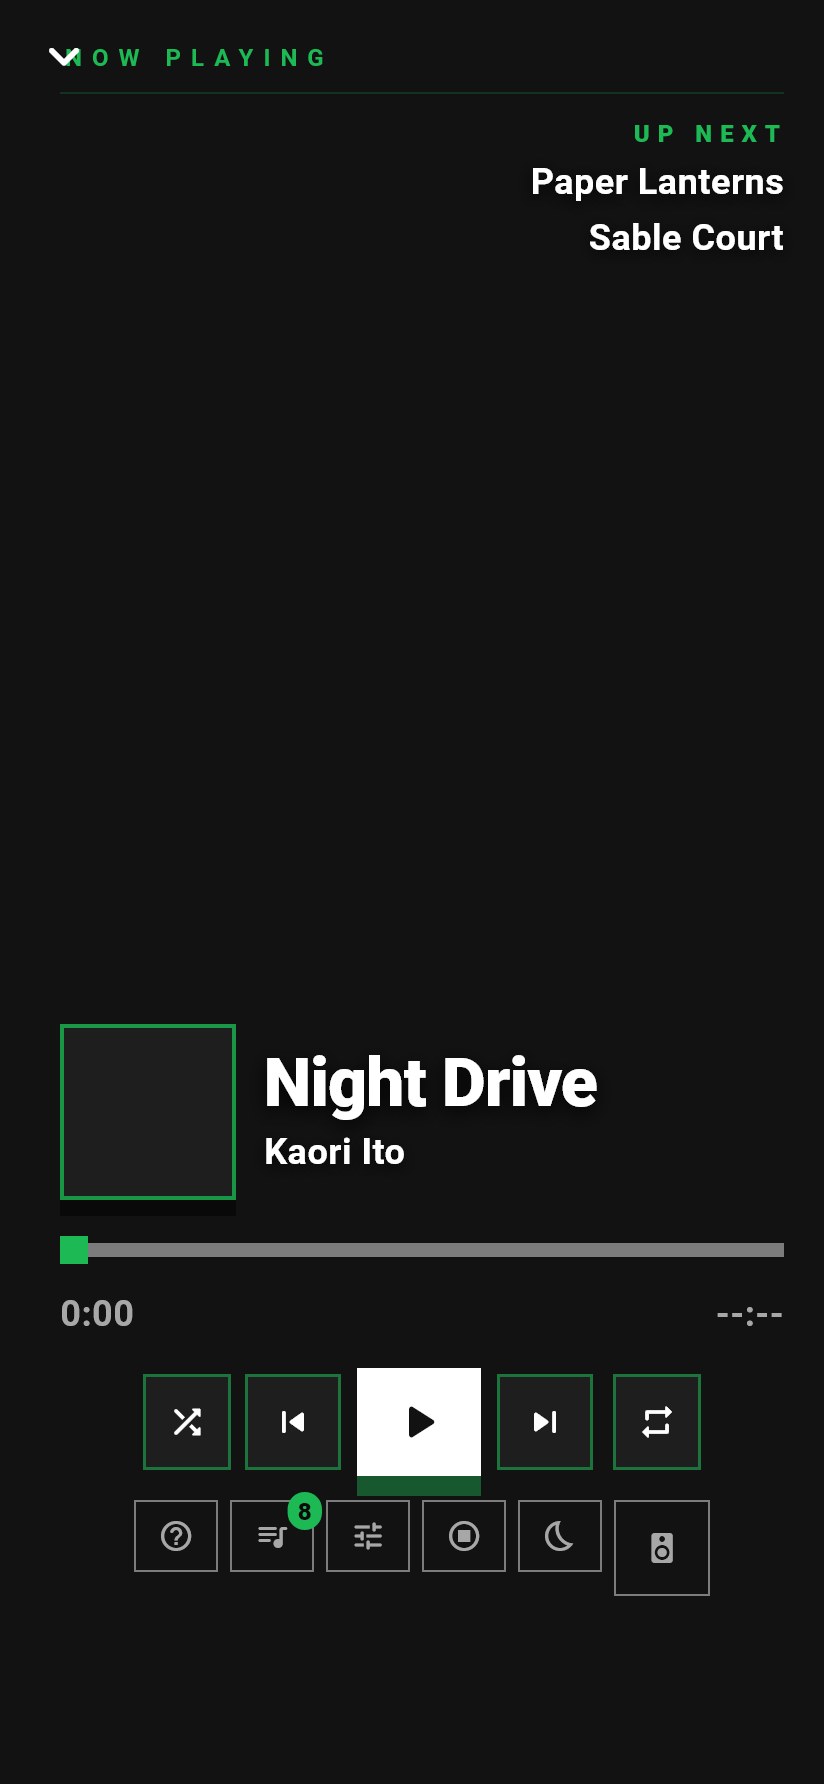 NOW PLAYING
UP NEXT
Paper Lanterns
Sable Court
Night Drive
Kaori Ito
0:00
--:--
8